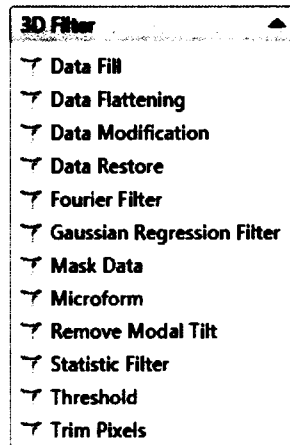 3D Filter
Data Fill
Data Flattening
Data Modification
Data Restore
Fourier Filter
Gaussian Regression Filter
Mask Data
Microform
Remove Modal Tilt
Statistic Filter
Threshold
Trim Pixels